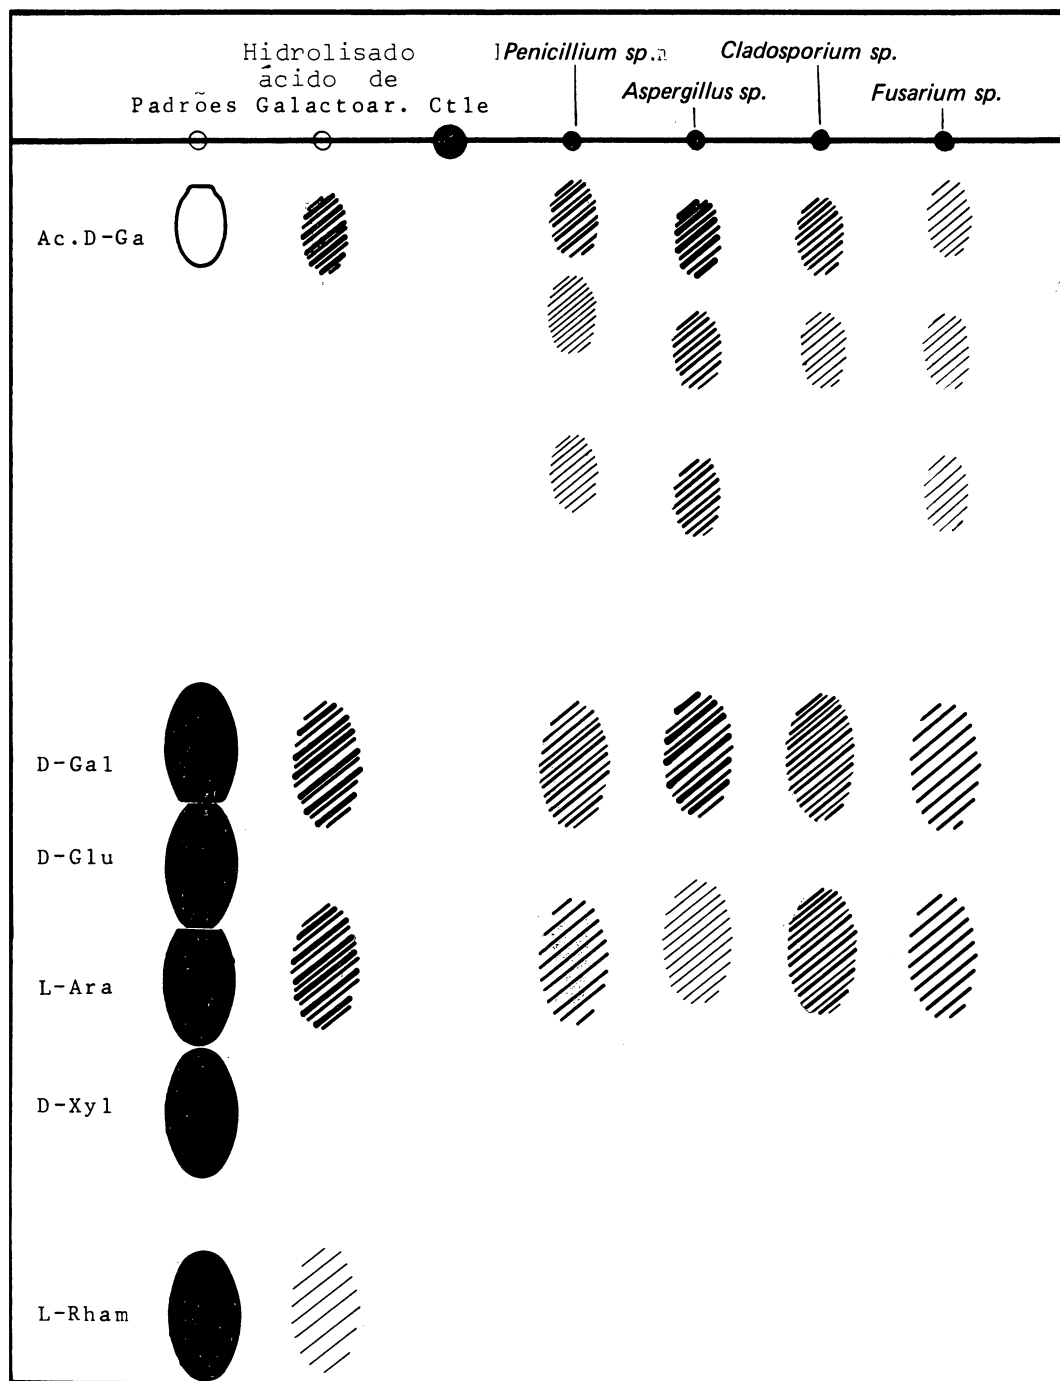 Hidrolisado
ácido de
Padrões Galactoar. Ctle
Penicillium sp.
Cladosporium sp.
Aspergillus sp.
Fusarium sp.
Ac.D-Ga
D-Gal
D-Glu
L-Ara
D-Xyl
L-Rham